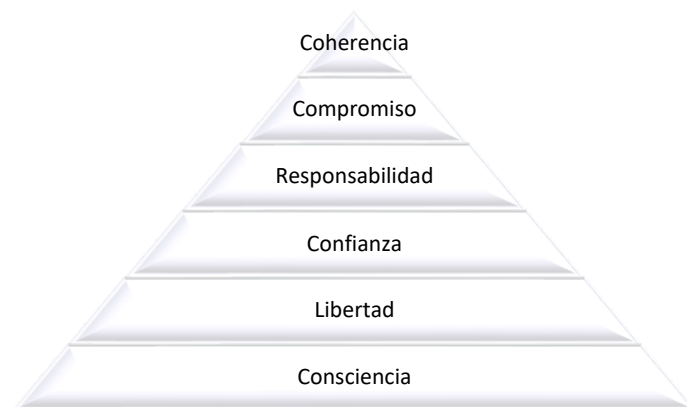 Coherencia
Compromiso
Responsabilidad
Confianza
Libertad
Consciencia